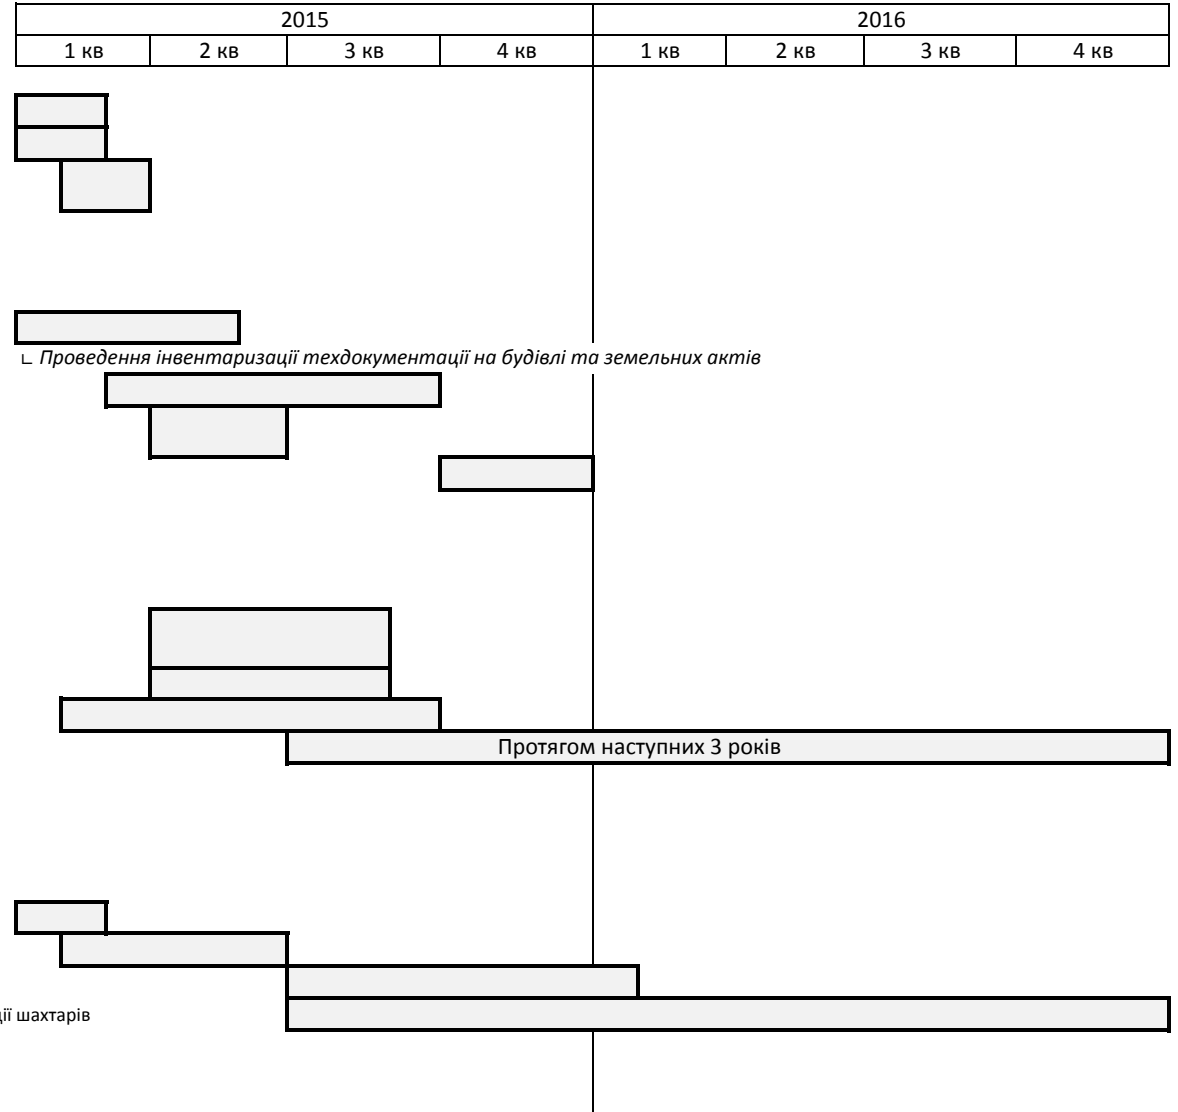 2015 2016
1 кв 2 кв 3 кв 4 кв 1 кв 2 кв 3 кв 4 кв
∟ Проведення інвентаризації техдокументації на будівлі та земельних актів
Протягом наступних 3 років
ії шахтарів